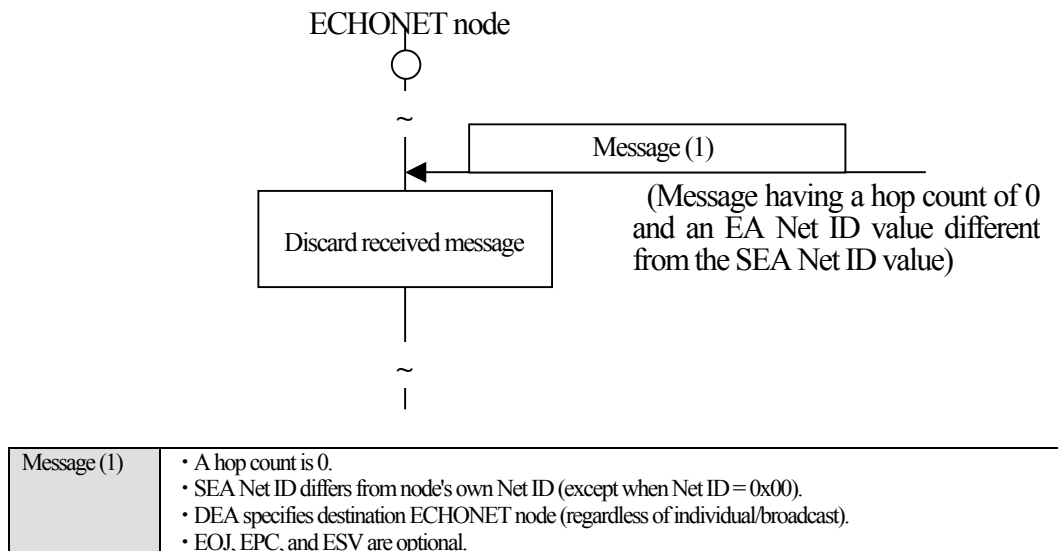 ECHONET node
~
Message (1)
(Message having a hop count of 0
and an EA Net ID value different
from the SEA Net ID value)
Discard received message
~
Message (1)
・A hop count is 0.
・SEA Net ID differs from node's own Net ID (except when Net ID = 0x00).
・DEA specifies destination ECHONET node (regardless of individual/broadcast).
・EOJ, EPC, and ESV are optional.